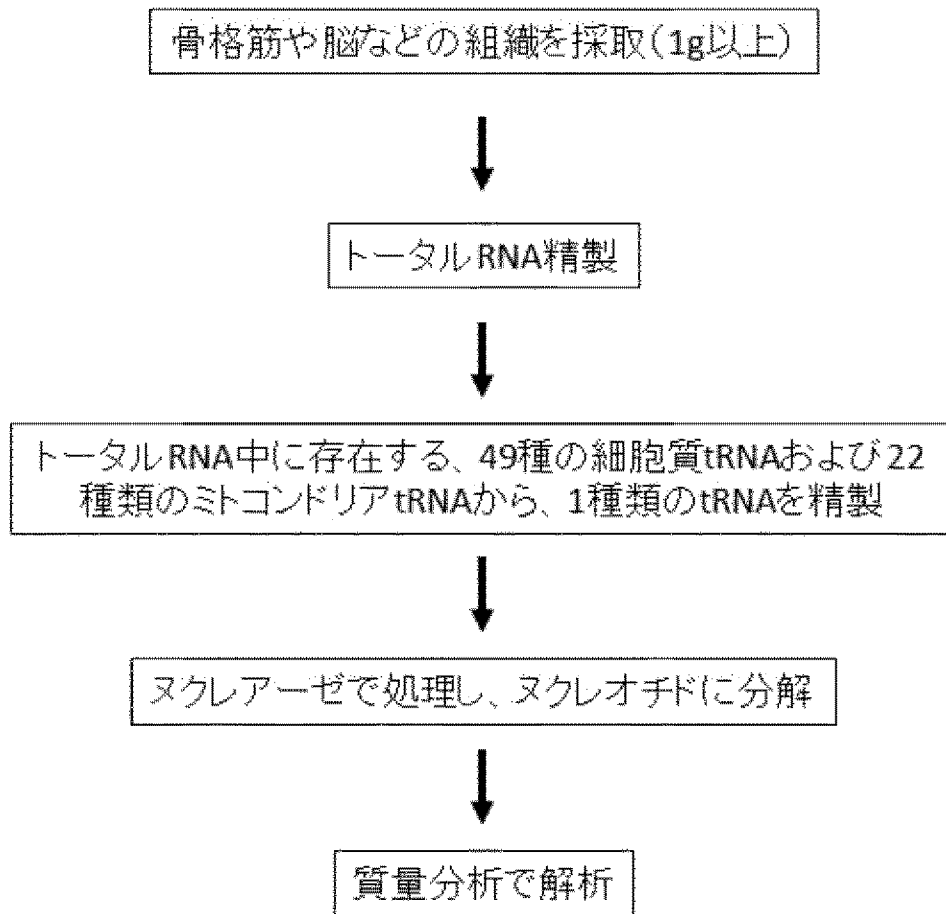 骨格筋や脳などの組織を採取（1g以上）
トータルRNA精製
トータルRNA中に存在する、49種の細胞質tRNAおよび22
種類のミトコンドリアtRNAから、1種類のtRNAを精製
ヌクレアーゼで処理し、ヌクレオチドに分解
質量分析で解析